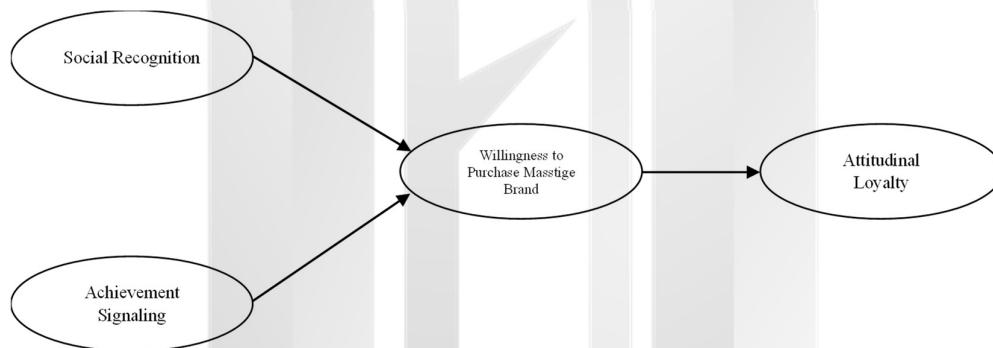 Social Recognition
Willingness to
Purchase Masstige
Brand
Attitudinal
Loyalty
Achievement
Signaling